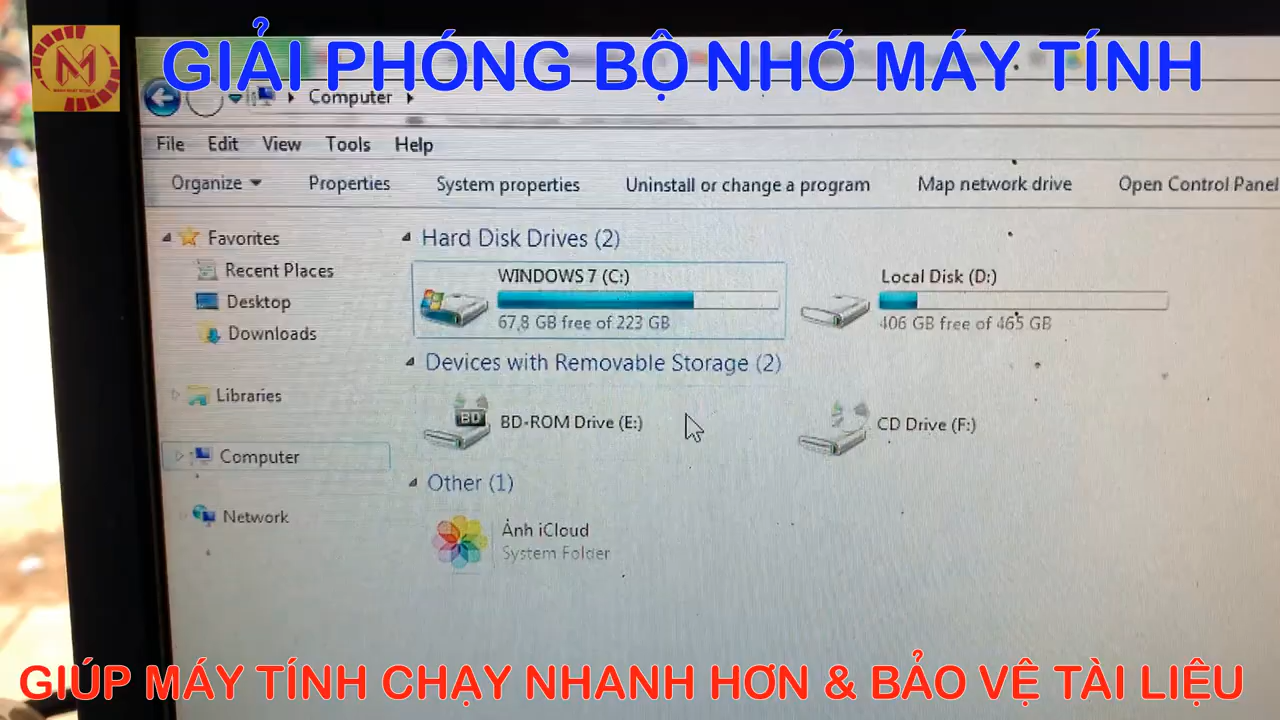 GIẢI PHÓNG BỘ NHỚ MÁY TÍNH
M
Computer
File Edit View Tools Help
Organize Properties System properties Uninstall or change a program Map network drive Open Control Panel
Favorites
Recent Places
Desktop
Downloads
Libraries
Computer
Network
Hard Disk Drives (2)
WINDOWS 7 (C:)
67,8 GB free of 223 GB
Local Disk (D:)
406 GB free of 465 GB
Devices with Removable Storage (2)
BD
BD-ROM Drive (E:)
CD Drive (F:)
Other (1)
Ảnh iCloud
System Folder
GIÚP MÁY TÍNH CHẠY NHANH HƠN & BẢO VỆ TÀI LIỆU